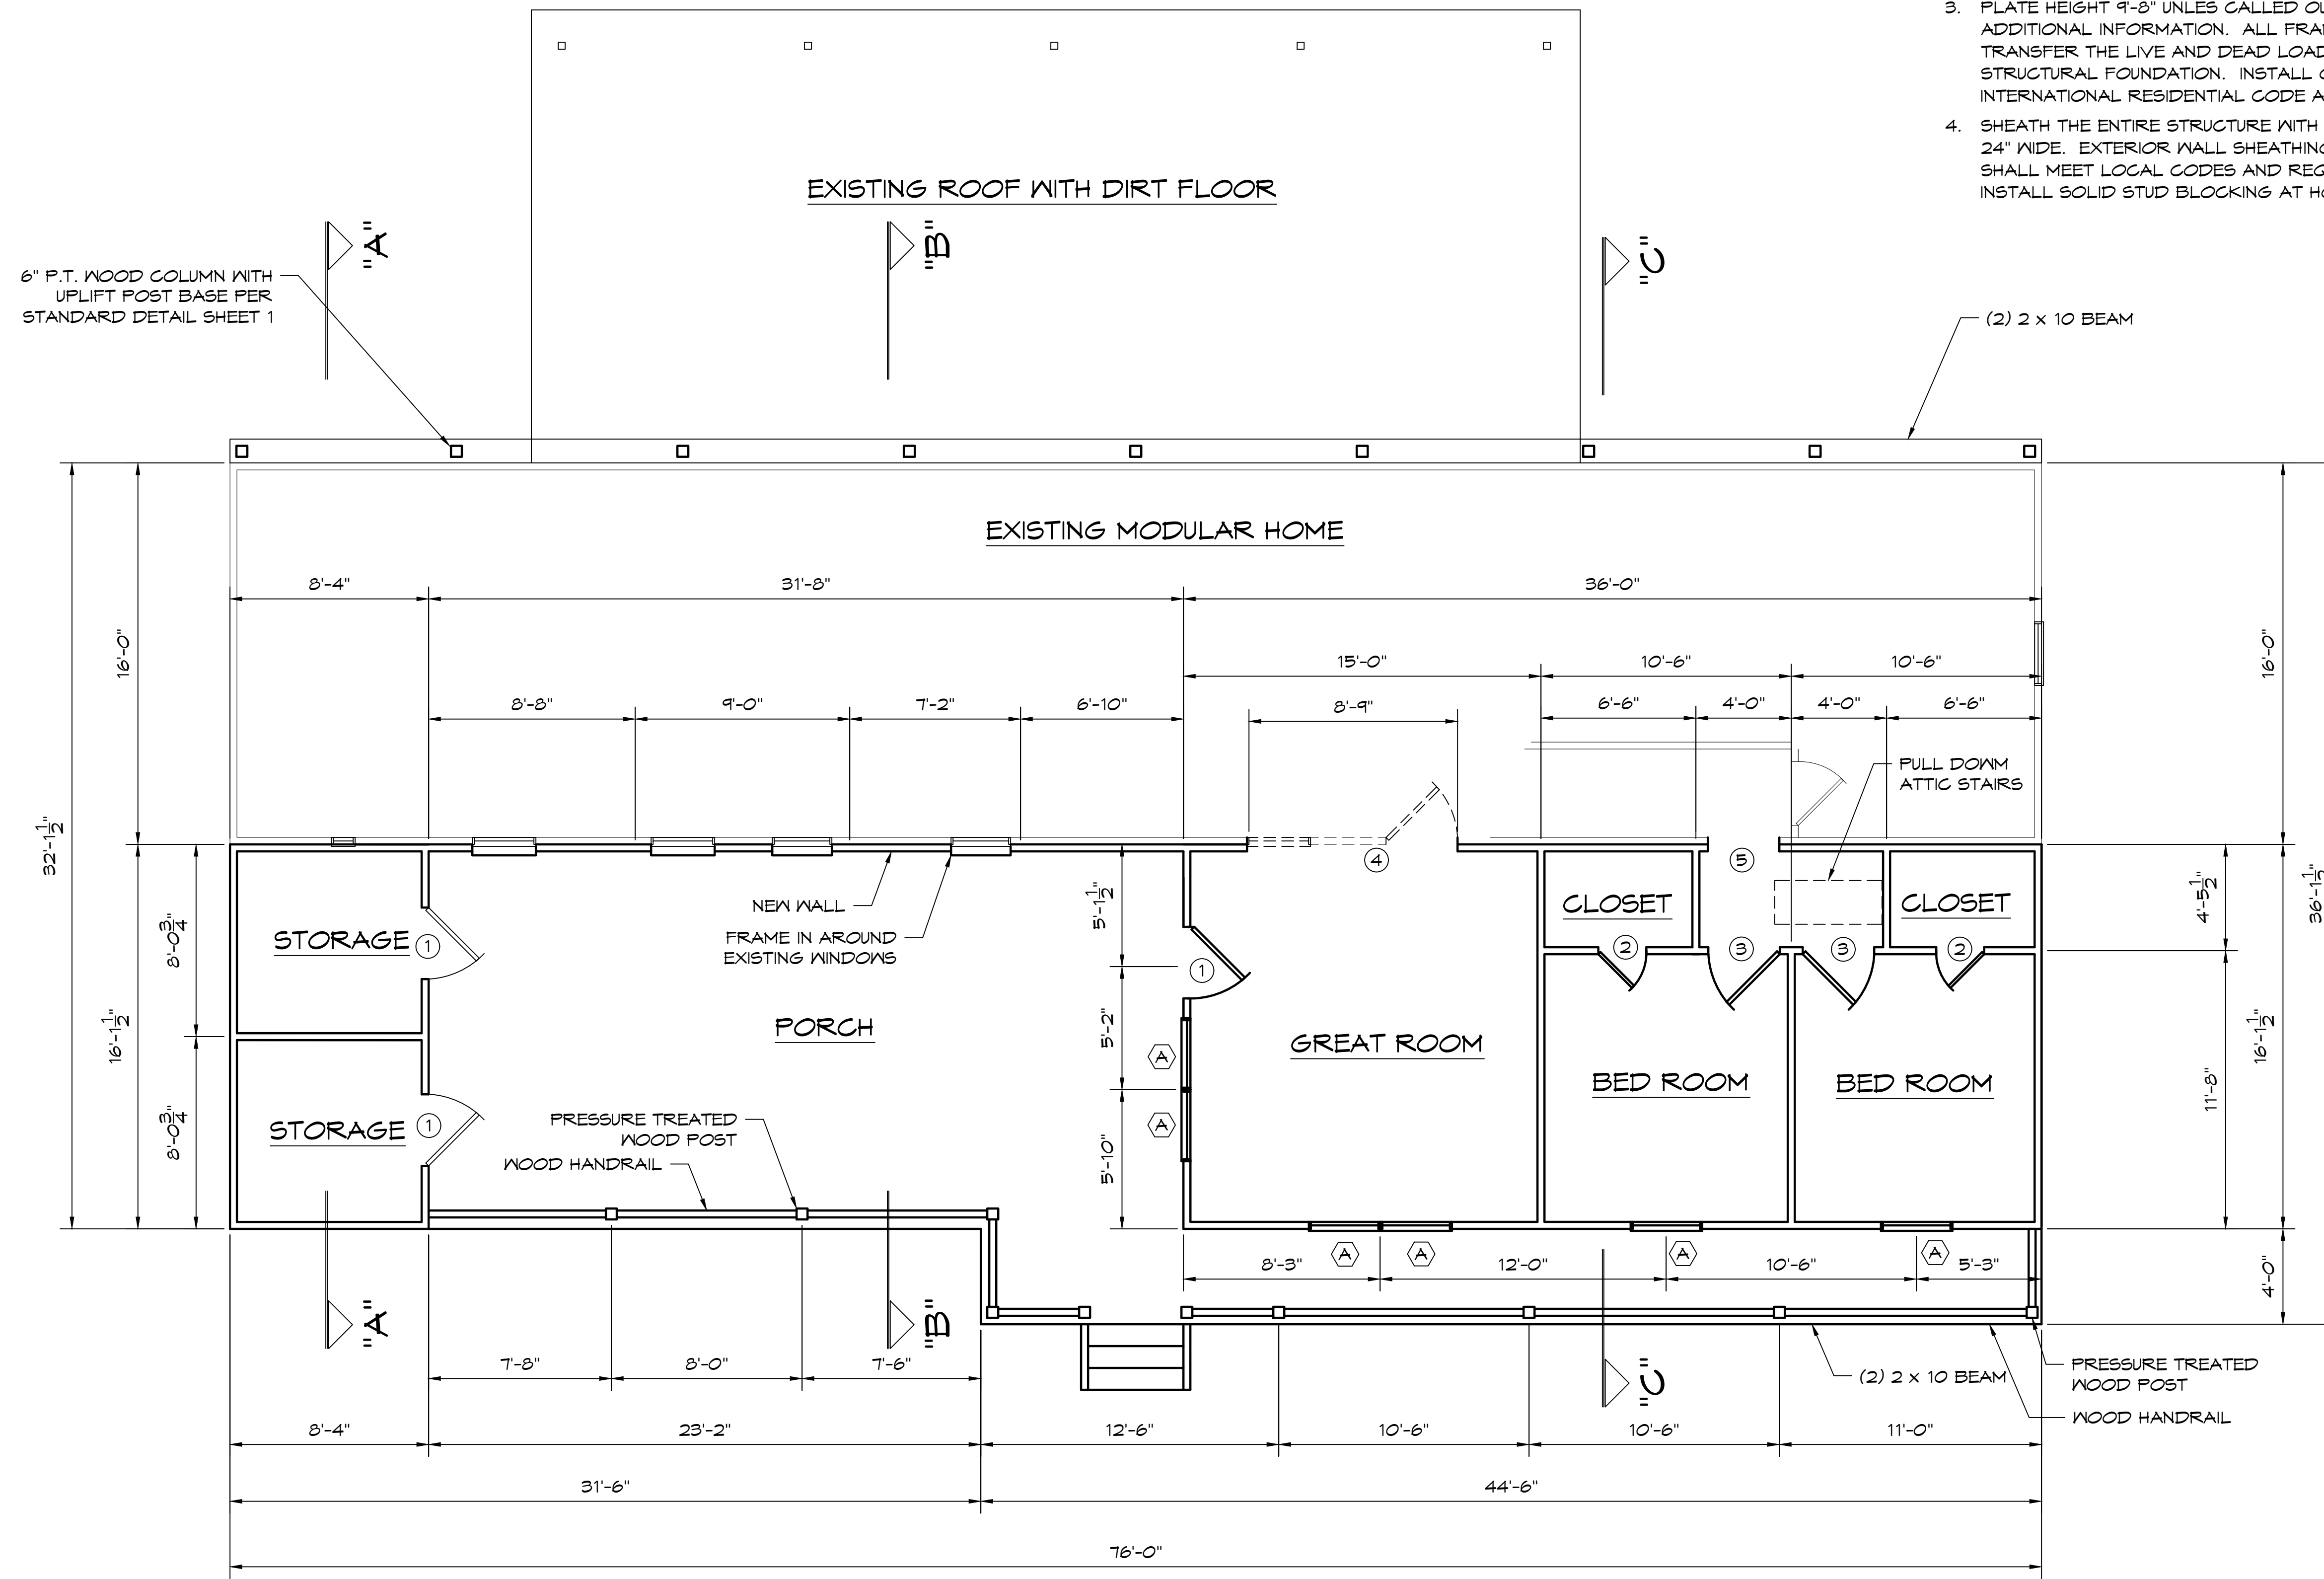 3. PLATE HEIGHT 9'-8" UNLES CALLED
ADDITIONAL INFORMATION. ALL
TRANSFER THE LIVE AND DEAD
STRUCTURAL FOUNDATION. INSTALL
INTERNATIONAL RESIDENTIAL CODE
4. SHEATH THE ENTIRE STRUCTURE WITH
24" WIDE. EXTERIOR WALL
SHALL MEET LOCAL CODES AND
INSTALL SOLID STUD BLOCKING AT
EXISTING ROOF WITH DIRT FLOOR
"A"
"B"
"C"
6" P.T. WOOD COLUMN WITH
UPLIFT POST BASE PER
STANDARD DETAIL SHEET 1
(2) 2 x 10 BEAM
EXISTING MODULAR HOME
8'-4"
31'-8"
36'-0"
16'-0"
16'-0"
15'-0"
10'-6"
10'-6"
8'-8"
9'-0"
7'-2"
6'-10"
8'-9"
6'-6"
4'-0"
4'-0"
6'-6"
PULL DOWM
ATTIC STAIRS
32'-1 1/2"
36'-1 1/2"
4
5
NEW WALL
FRAME IN AROUND
EXISTING WINDOWS
5'-1 1/2"
4'-5 1/2"
CLOSET
CLOSET
STORAGE
1
8'-0 3/4"
1
2
3
3
2
16'-1 1/2"
PORCH
5'-2"
A
GREAT ROOM
BED ROOM
BED ROOM
16'-1 1/2"
11'-8"
STORAGE
1
8'-0 3/4"
PRESSURE TREATED
WOOD POST
WOOD HANDRAIL
5'-10"
A
A
A
A
A
8'-3"
12'-0"
10'-6"
5'-3"
4'-0"
"A"
"B"
"C"
7'-8"
8'-0"
7'-6"
(2) 2 x 10 BEAM
PRESSURE TREATED
WOOD POST
WOOD HANDRAIL
8'-4"
23'-2"
12'-6"
10'-6"
10'-6"
11'-0"
31'-6"
44'-6"
76'-0"